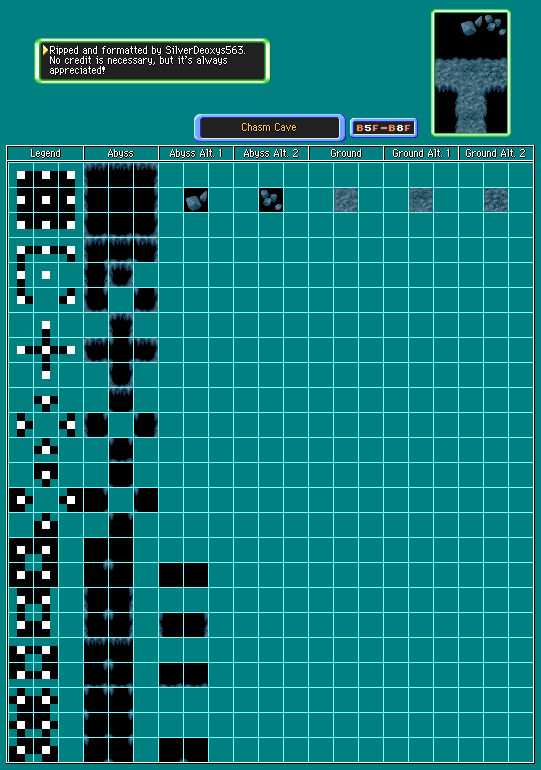 Ripped and formatted by SilverDeoxys563.
No credit is necessary, but it's always
appreciated!
Chasm Cave
B5F-B8F
Legend Abyss Abyss Alt. 1 Abyss Alt. 2 Ground Ground Alt. 1 Ground Alt. 2